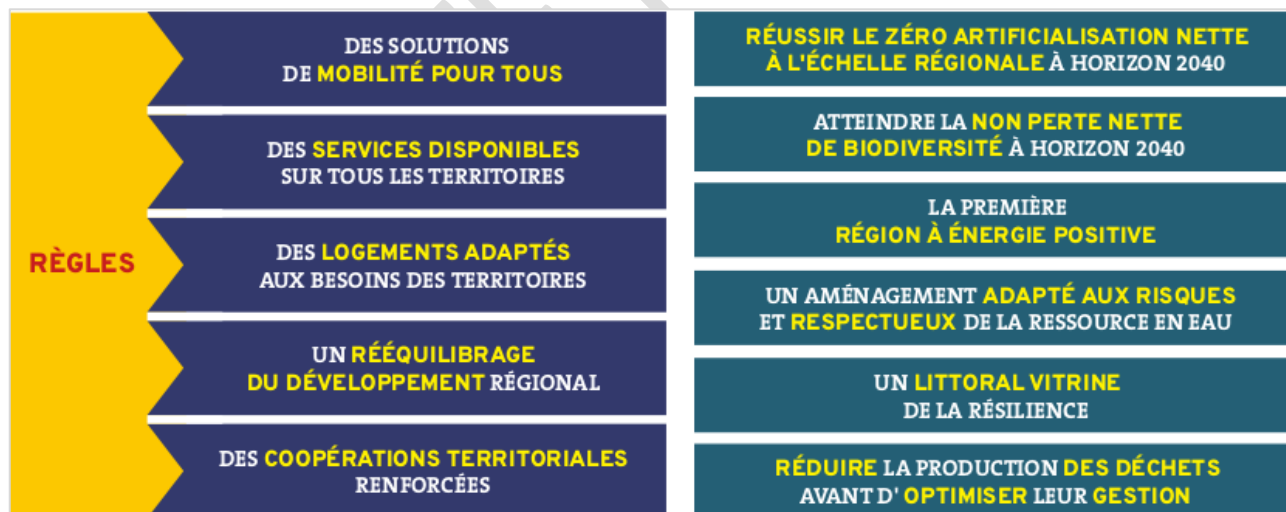 RÈGLES
DES SOLUTIONS
DE MOBILITÉ POUR TOUS
DES SERVICES DISPONIBLES
SUR TOUS LES TERRITOIRES
DES LOGEMENTS ADAPTÉS
AUX BESOINS DES TERRITOIRES
UN RÉÉQUILIBRAGE
DU DÉVELOPPEMENT RÉGIONAL
DES COOPÉRATIONS TERRITORIALES
RENFORCÉES
RÉUSSIR LE ZÉRO ARTIFICIALISATION NETTE
À L'ÉCHELLE RÉGIONALE À HORIZON 2040
ATTEINDRE LA NON PERTE NETTE
DE BIODIVERSITÉ À HORIZON 2040
LA PREMIÈRE
RÉGION À ÉNERGIE POSITIVE
UN AMÉNAGEMENT ADAPTÉ AUX RISQUES
ET RESPECTUEUX DE LA RESSOURCE EN EAU
UN LITTORAL VITRINE
DE LA RÉSILIENCE
RÉDUIRE LA PRODUCTION DES DÉCHETS
AVANT D' OPTIMISER LEUR GESTION